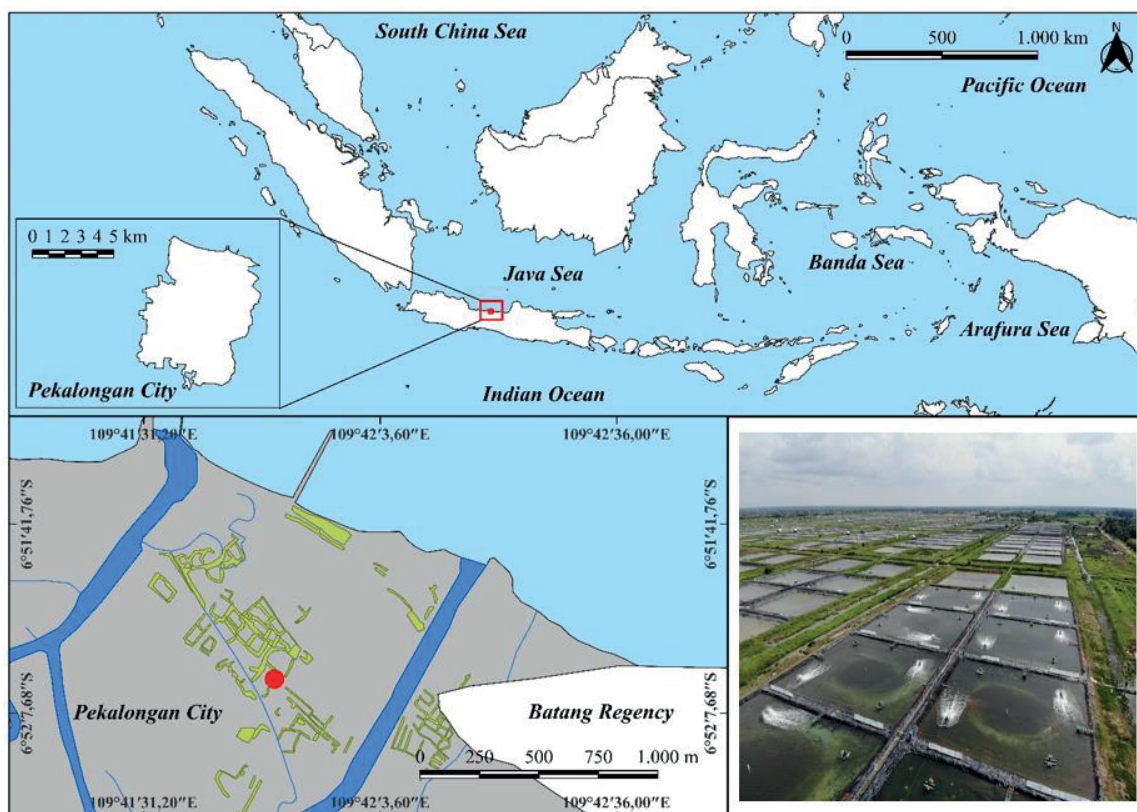 South China Sea
0 500 1.000 km
N
Pacific Ocean
0 1 2 3 4 5 km
Java Sea
Banda Sea
Arafura Sea
Pekalongan City
Indian Ocean
109°41'31,20"E 109°42'3,60"E 109°42'36,00"E
6°51'41,76"S
6°51'41,76"S
Pekalongan City
Batang Regency
6°52'7,68"S
6°52'7,68"S
0 250 500 750 1.000 m
109°41'31,20"E 109°42'3,60"E 109°42'36,00"E